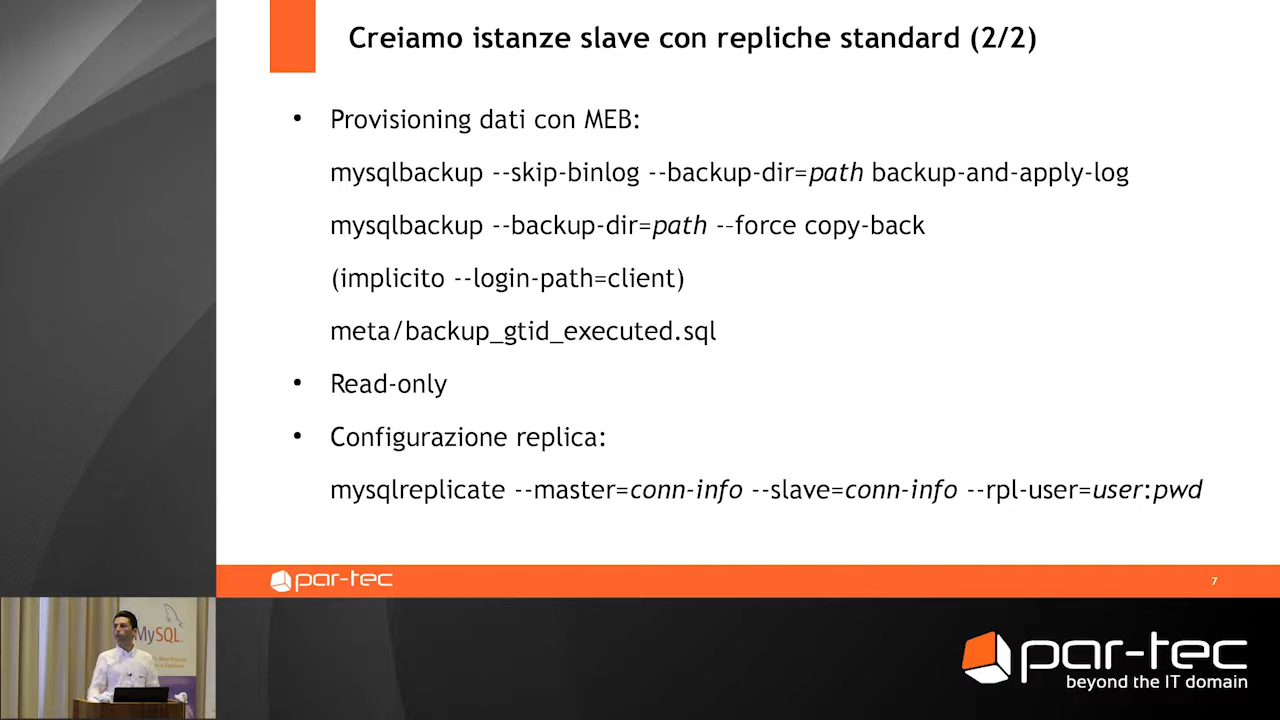 Creiamo istanze slave con repliche standard (2/2)
• Provisioning dati con MEB:
mysqlbackup --skip-binlog --backup-dir=path backup-and-apply-log
mysqlbackup --backup-dir=path --force copy-back
(implicito --login-path=client)
meta/backup_gtid_executed.sql
• Read-only
• Configurazione replica:
mysqlreplicate --master=conn-info --slave=conn-info --rpl-user=user:pwd
par-tec
7
MySQL
par-tec
beyond the IT domain